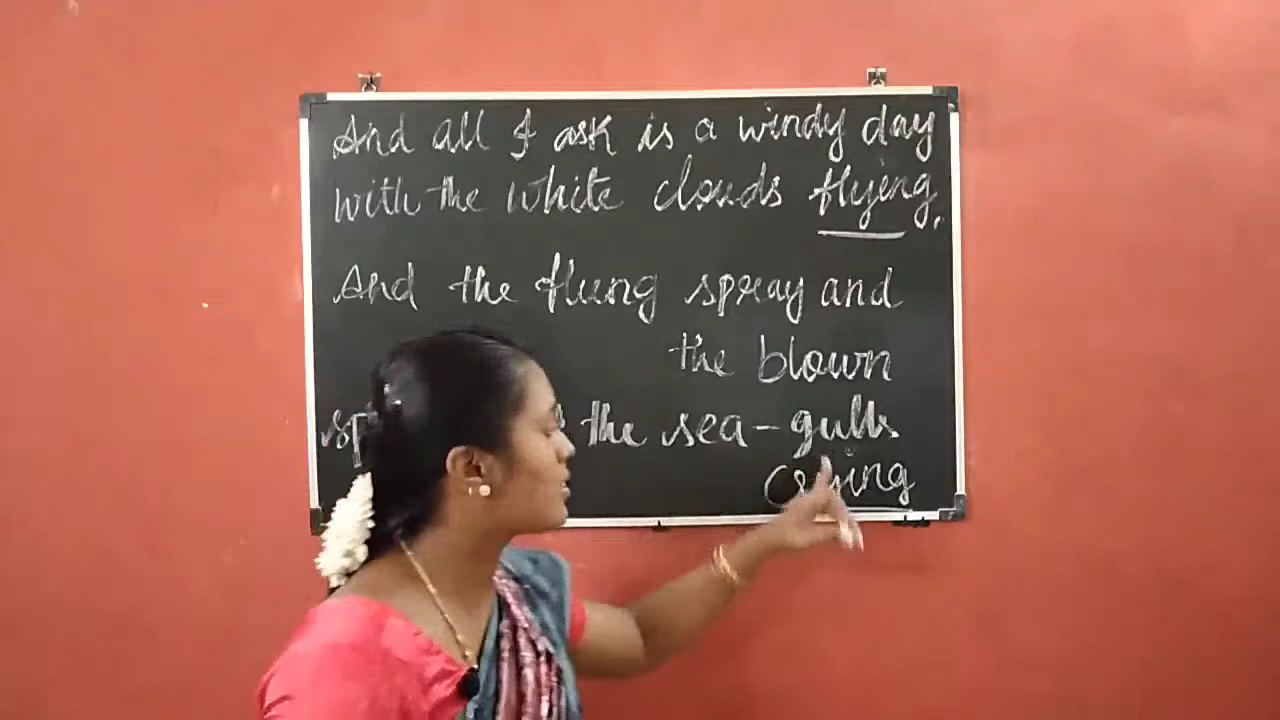 And all I ask is a windy day
with the white clouds flying,
And the flung spray and
the blown
the sea-gulls
crying